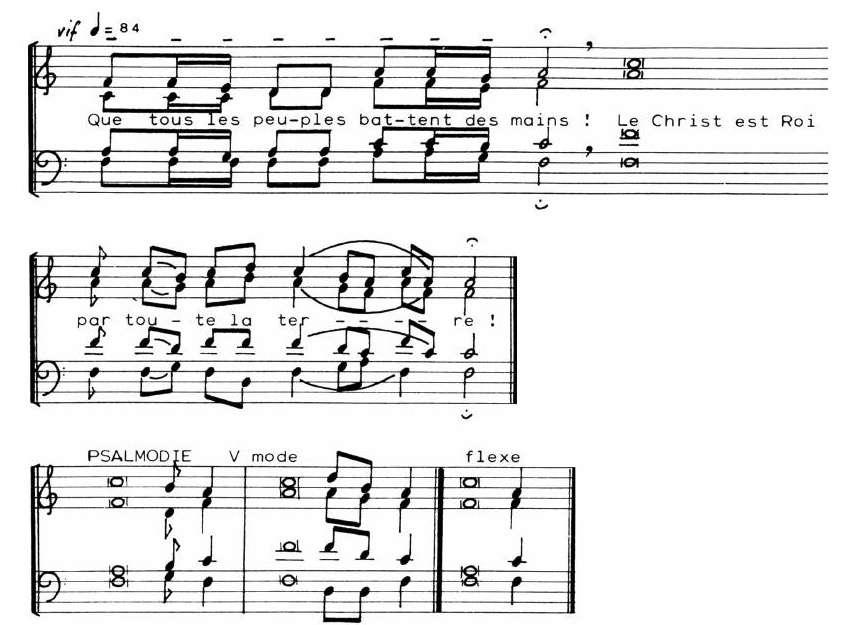 vif 𝅗𝅥 = 84
Que tous les peu-ples bat-tent des mains ! Le Christ est Roi
par tou - te la ter - - - - re !
PSALMODIE V mode flexe